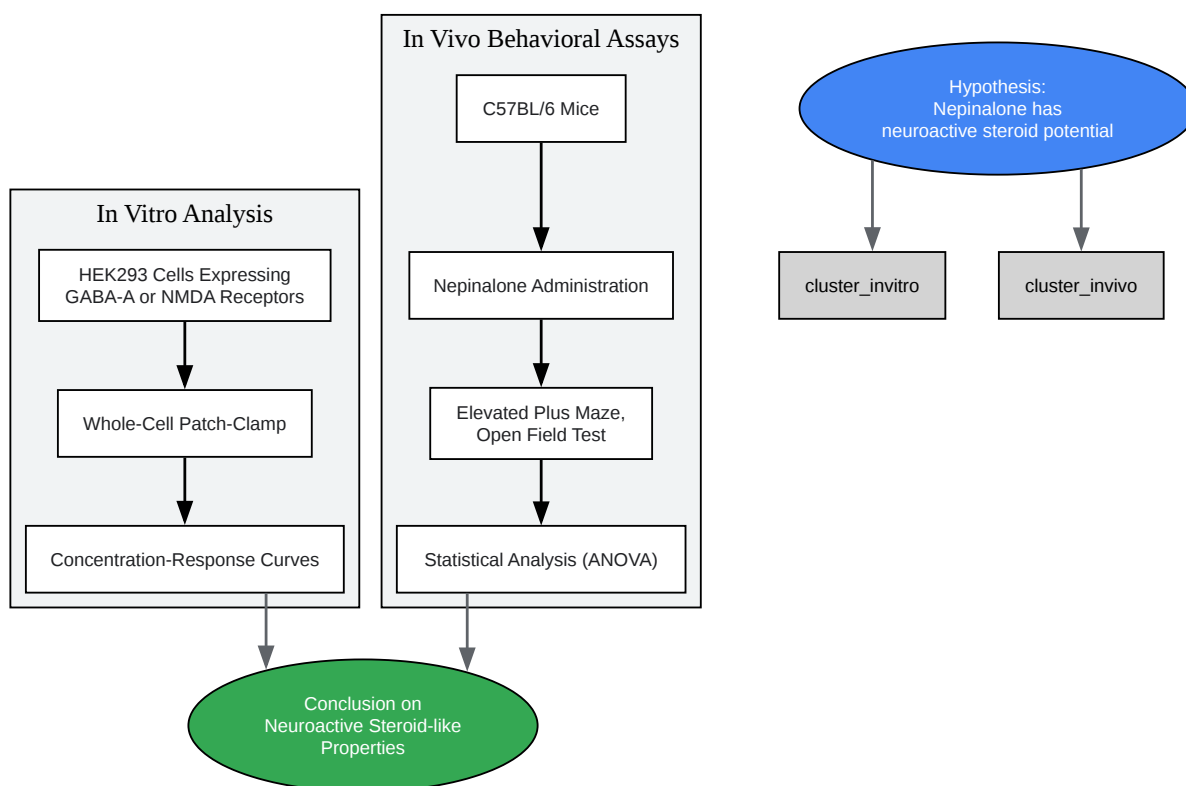 In Vitro Analysis
HEK293 Cells Expressing
GABA-A or NMDA Receptors
Whole-Cell Patch-Clamp
Concentration-Response Curves
In Vivo Behavioral Assays
C57BL/6 Mice
Nepinalone Administration
Elevated Plus Maze,
Open Field Test
Statistical Analysis (ANOVA)
Conclusion on
Neuroactive Steroid-like
Properties
Hypothesis:
Nepinalone has
neuroactive steroid potential
cluster_invitro
cluster_invivo